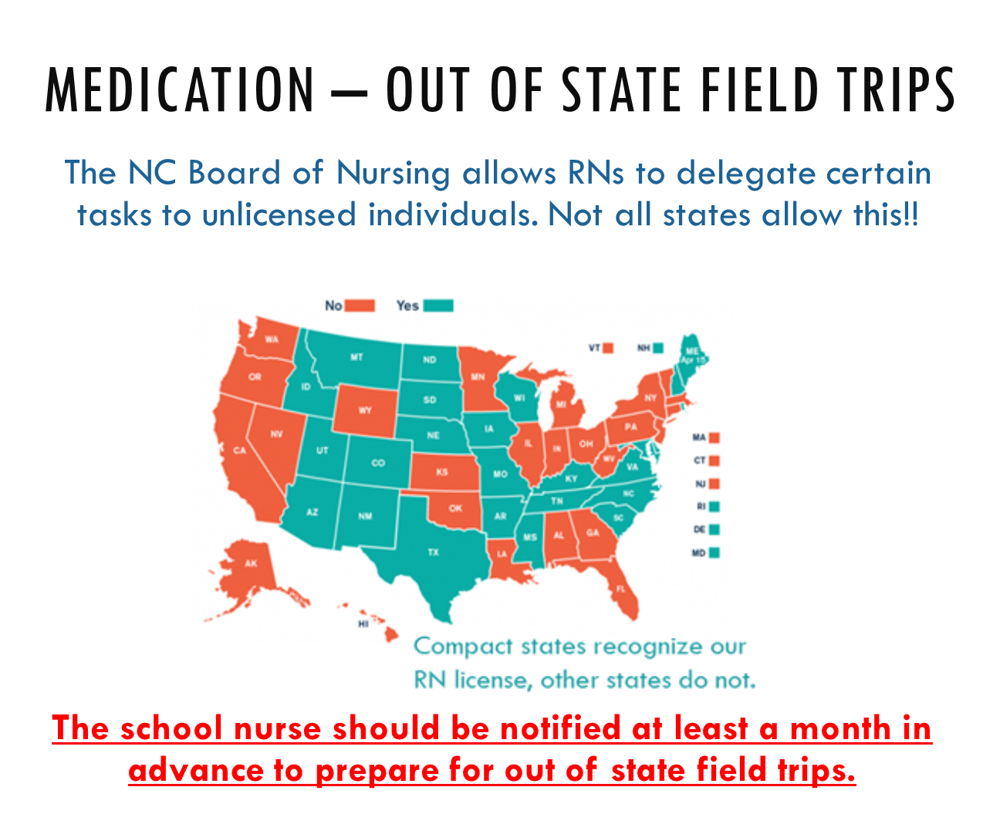 MEDICATION – OUT OF STATE FIELD TRIPS
The NC Board of Nursing allows RNs to delegate certain
tasks to unlicensed individuals. Not all states allow this!!
No Yes
WA
MT
ND
MN
VT
NH
ME
Apr 15
OR
ID
SD
WI
MI
NY
WY
NV
CA
UT
CO
NE
IA
IL
IN
OH
PA
WV
VA
MA
CT
NJ
RI
DE
MD
KS
MO
KY
NC
TN
SC
AZ
NM
OK
AR
MS
AL
GA
TX
LA
FL
AK
HI
Compact states recognize our
RN license, other states do not.
The school nurse should be notified at least a month in
advance to prepare for out of state field trips.